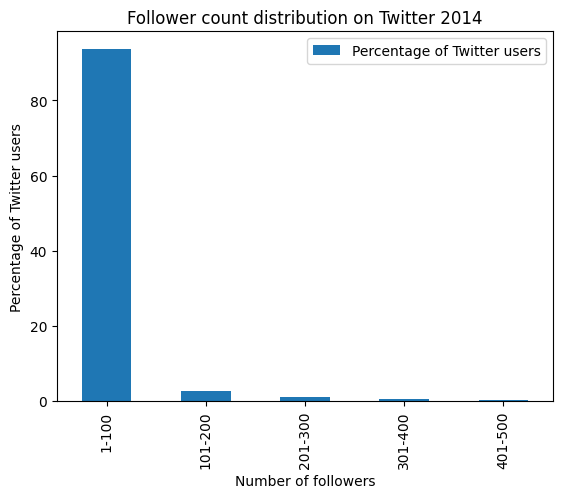 Follower count distribution on Twitter 2014
Percentage of Twitter users
Percentage of Twitter users
80
60
40
20
0
1-100
101-200
201-300
301-400
401-500
Number of followers